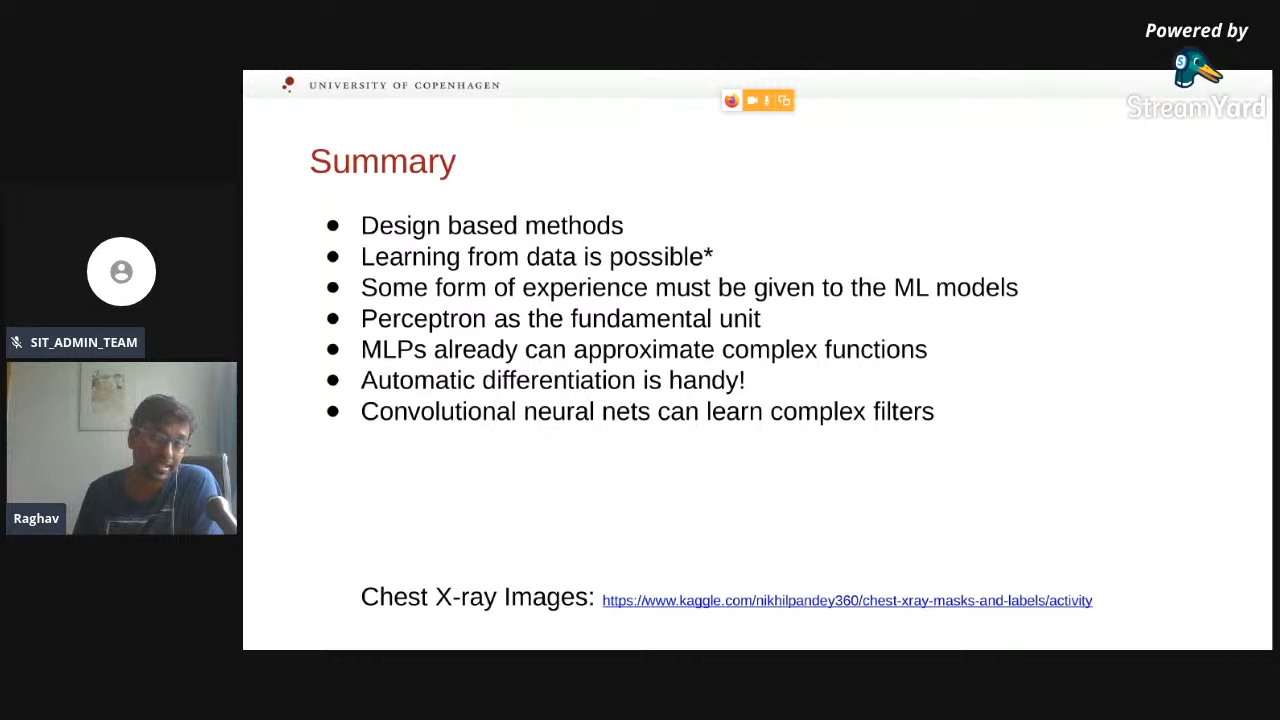 Powered by
StreamYard
UNIVERSITY OF COPENHAGEN
Summary
● Design based methods
● Learning from data is possible*
● Some form of experience must be given to the ML models
● Perceptron as the fundamental unit
● MLPs already can approximate complex functions
● Automatic differentiation is handy!
● Convolutional neural nets can learn complex filters
Chest X-ray Images: https://www.kaggle.com/nikhilpandey360/chest-xray-masks-and-labels/activity
SIT_ADMIN_TEAM
Raghav